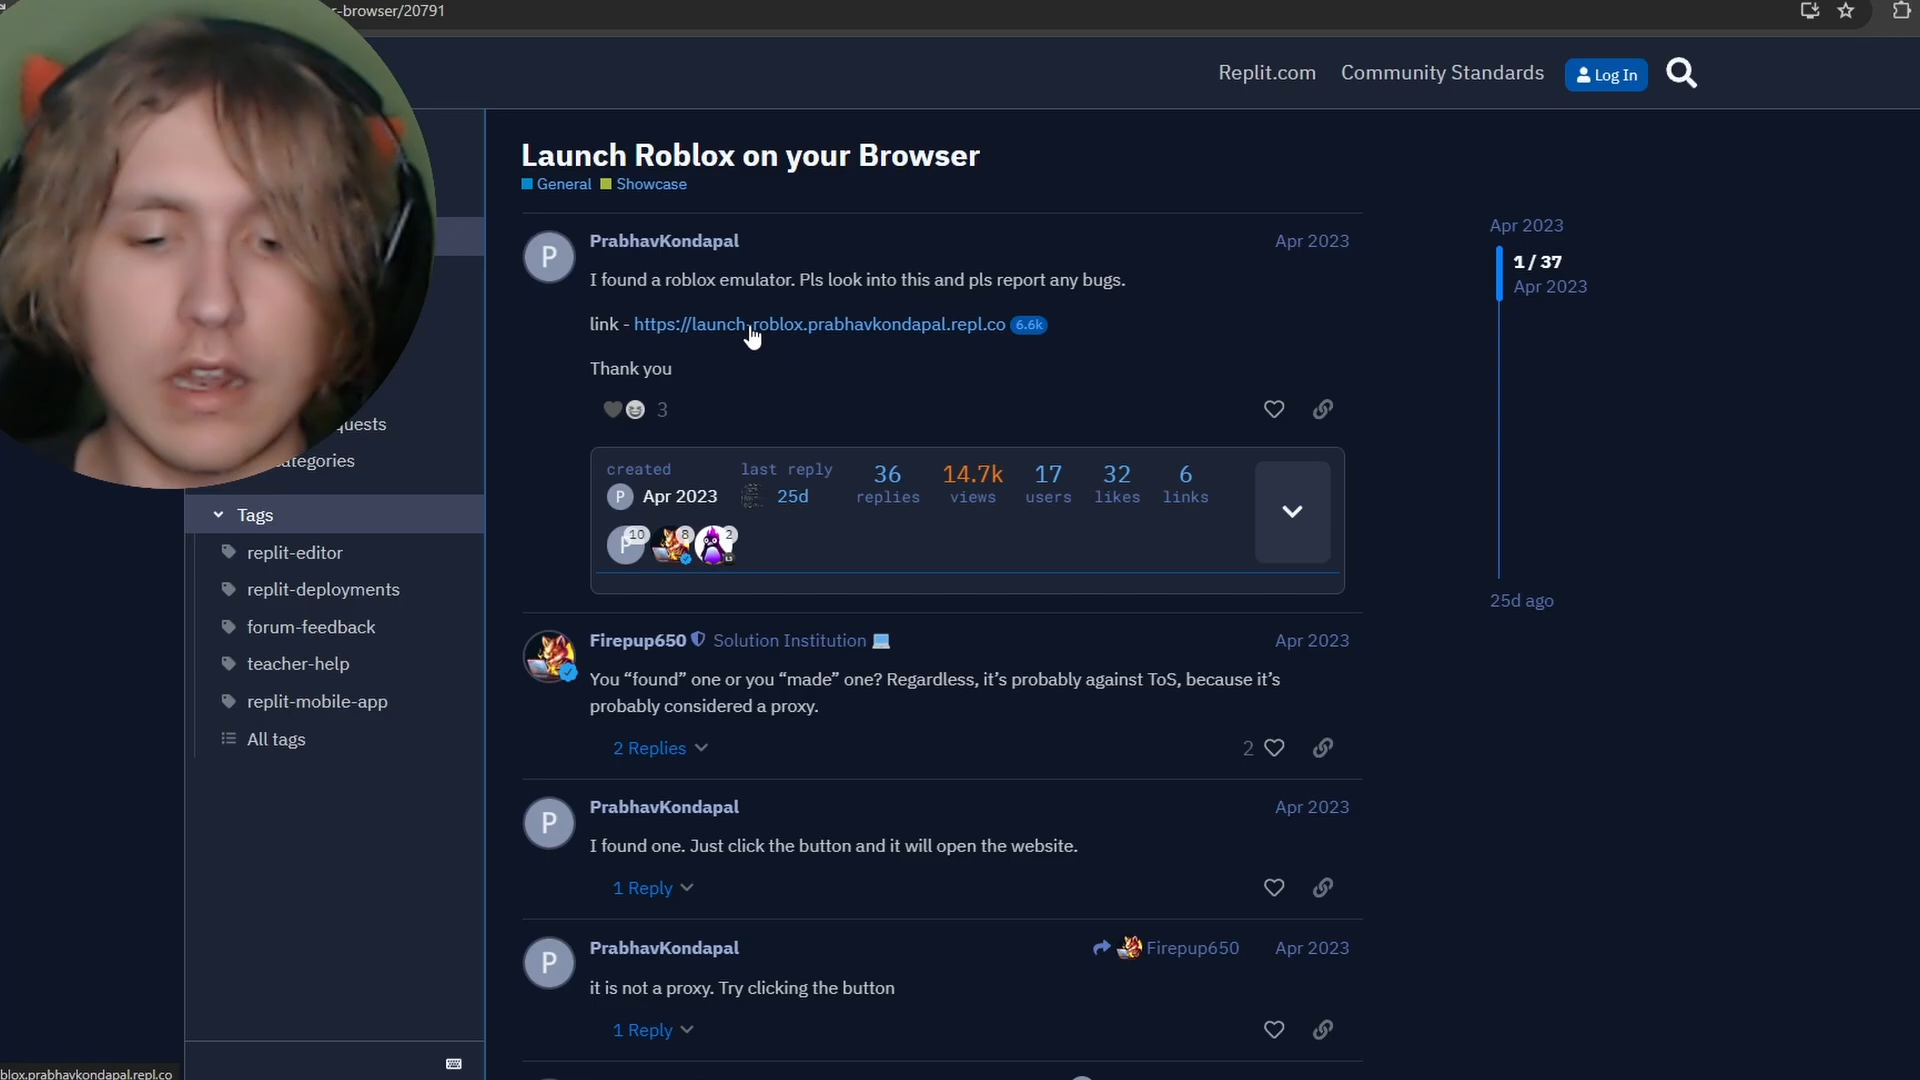 r-browser/20791
Replit.com Community Standards Log In
Launch Roblox on your Browser
General Showcase
PrabhavKondapal Apr 2023
I found a roblox emulator. Pls look into this and pls report any bugs.
link - https://launch-roblox.prabhavkondapal.repl.co 6.6k
Thank you
3
created last reply 36 14.7k 17 32 6
P Apr 2023 25d replies views users likes links
P 10 8 2
Firepup650 Solution Institution Apr 2023
You “found” one or you “made” one? Regardless, it’s probably against ToS, because it’s
probably considered a proxy.
2 Replies 2
PrabhavKondapal Apr 2023
I found one. Just click the button and it will open the website.
1 Reply
PrabhavKondapal Firepup650 Apr 2023
it is not a proxy. Try clicking the button
1 Reply
P
P
P
Apr 2023
1 / 37
Apr 2023
25d ago
quests
categories
Tags
replit-editor
replit-deployments
forum-feedback
teacher-help
replit-mobile-app
All tags
blox.prabhavkondapal.repl.co